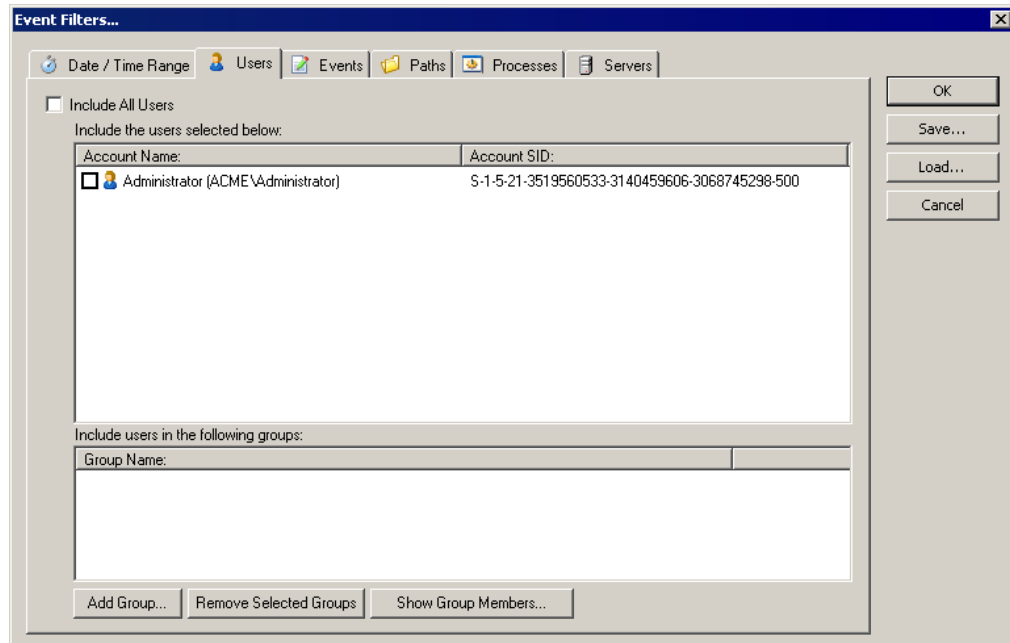 Event Filters...
Date / Time Range Users Events Paths Processes Servers
Include All Users
Include the users selected below:
Account Name: Account SID:
Administrator (ACME\Administrator) S-1-5-21-3519560533-3140459606-3068745298-500
Include users in the following groups:
Group Name:
Add Group... Remove Selected Groups Show Group Members...
OK
Save...
Load...
Cancel